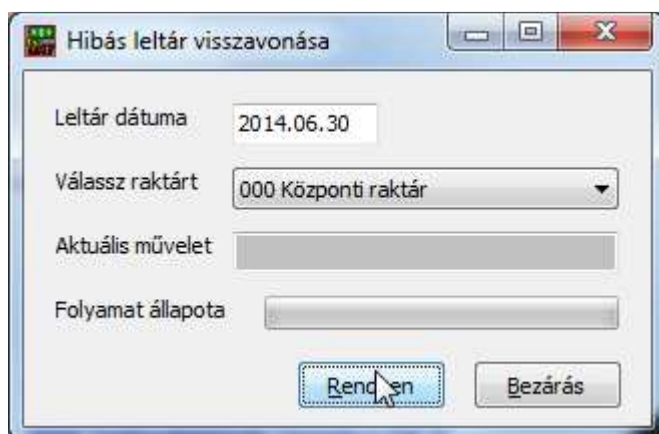 Hibás leltár visszavonása
Leltár dátuma 2014.06.30
Válassz raktárt 000 Központi raktár
Aktuális művelet
Folyamat állapota
Rendben Bezárás